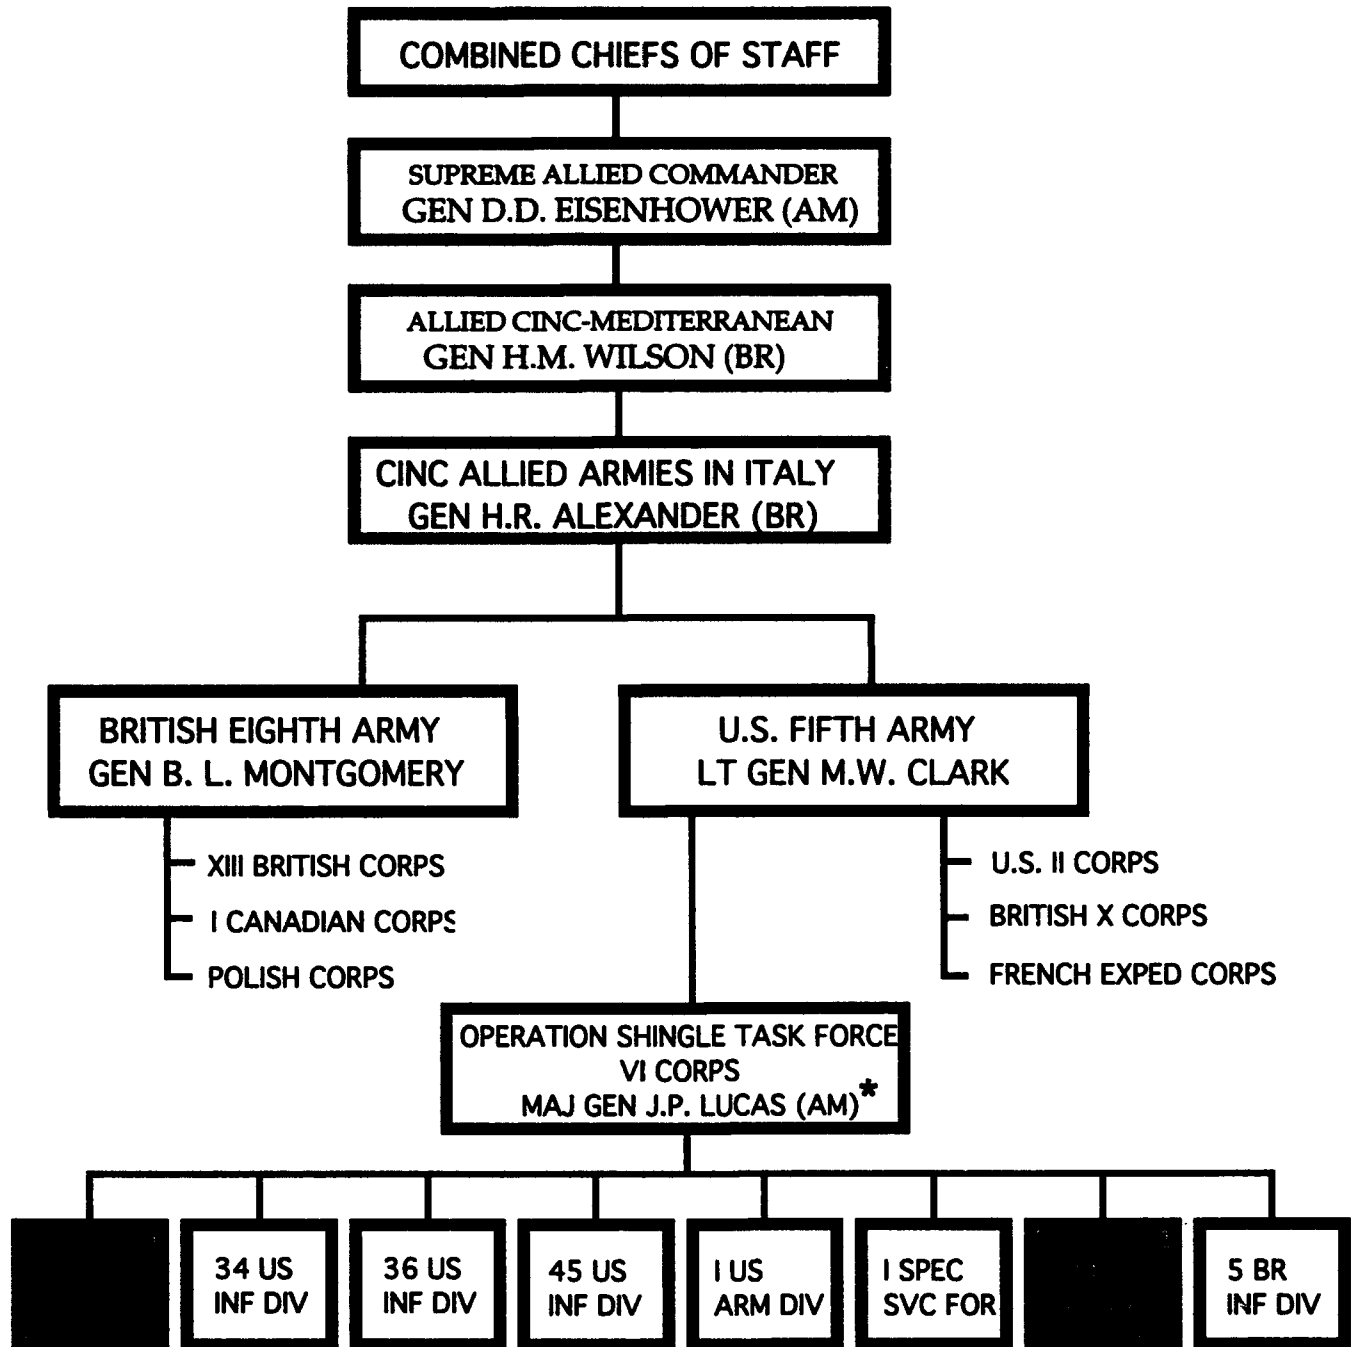 COMBINED CHIEFS OF STAFF
SUPREME ALLIED COMMANDER
GEN D.D. EISENHOWER (AM)
ALLIED CINC-MEDITERRANEAN
GEN H.M. WILSON (BR)
CINC ALLIED ARMIES IN ITALY
GEN H.R. ALEXANDER (BR)
BRITISH EIGHTH ARMY
GEN B. L. MONTGOMERY
U.S. FIFTH ARMY
LT GEN M.W. CLARK
XIII BRITISH CORPS
I CANADIAN CORPS
POLISH CORPS
U.S. II CORPS
BRITISH X CORPS
FRENCH EXPED CORPS
OPERATION SHINGLE TASK FORCE
VI CORPS
MAJ GEN J.P. LUCAS (AM)*
34 US
INF DIV
36 US
INF DIV
45 US
INF DIV
I US
ARM DIV
I SPEC
SVC FOR
5 BR
INF DIV